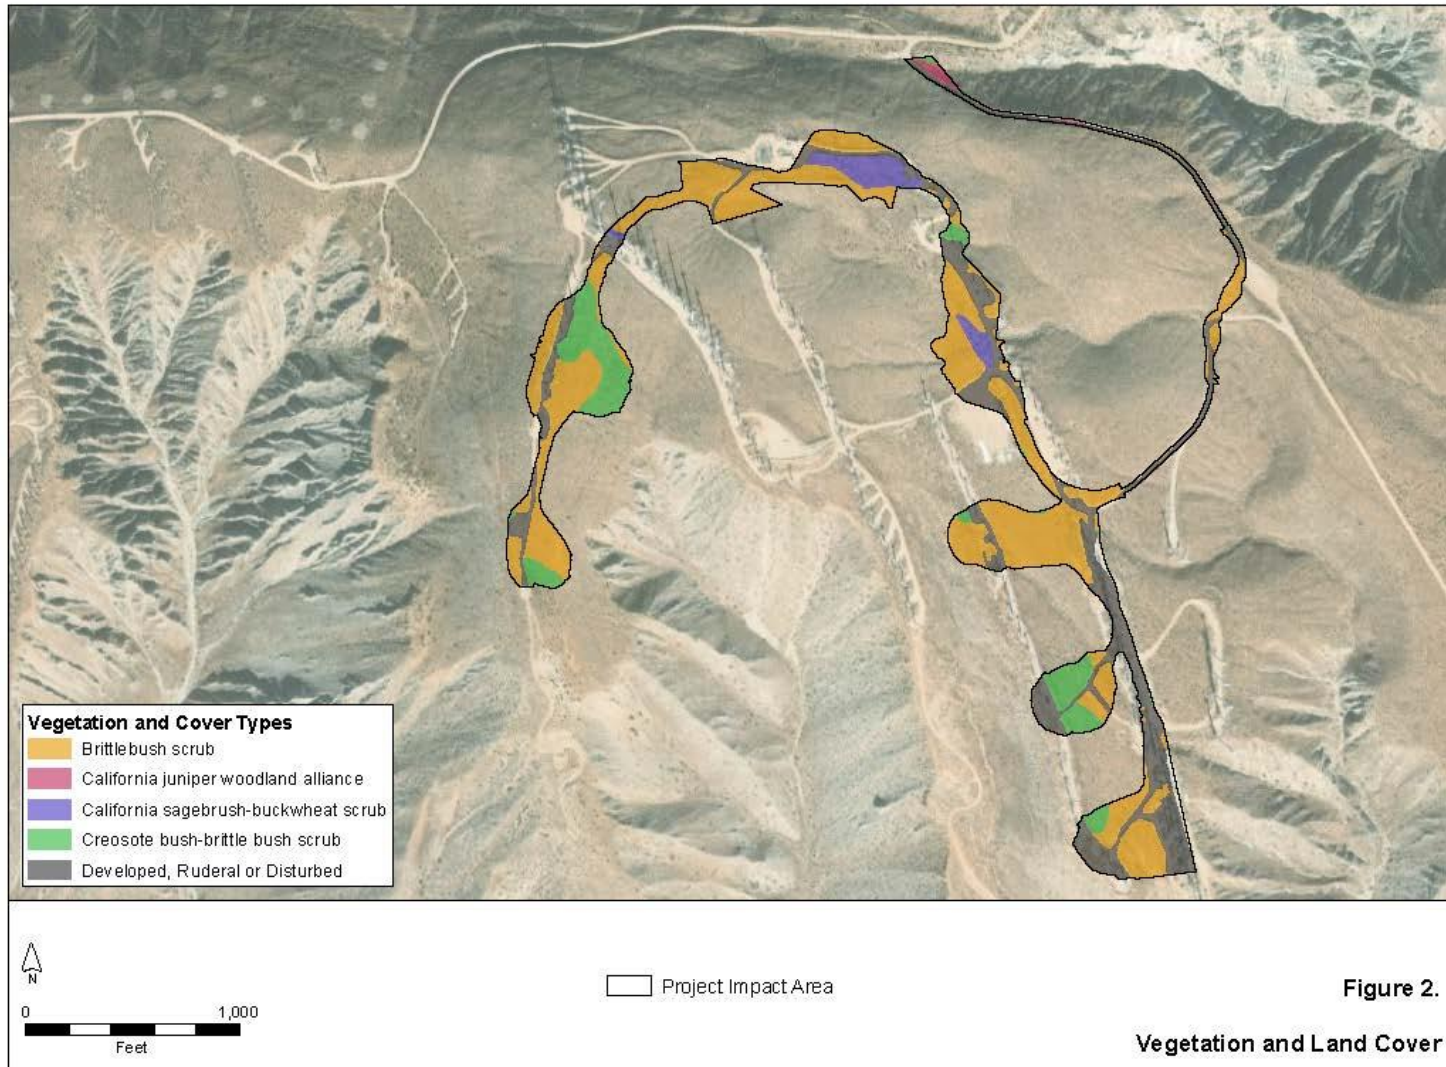 Vegetation and Cover Types
Brittlebush scrub
California juniper woodland alliance
California sagebrush-buckwheat scrub
Creosote bush-brittle bush scrub
Developed, Ruderal or Disturbed
N
0 1,000
Feet
Project Impact Area
Figure 2.
Vegetation and Land Cover